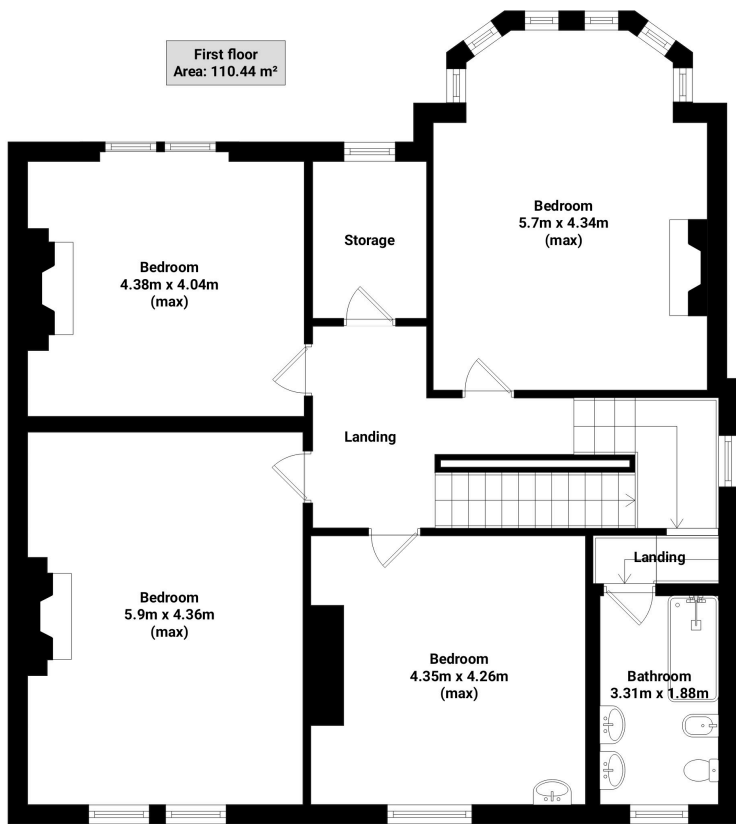 First floor
Area: 110.44 m²
Bedroom
5.7m x 4.34m
(max)
Storage
Bedroom
4.38m x 4.04m
(max)
Landing
Landing
Bedroom
5.9m x 4.36m
(max)
Bedroom
4.35m x 4.26m
(max)
Bathroom
3.31m x 1.88m